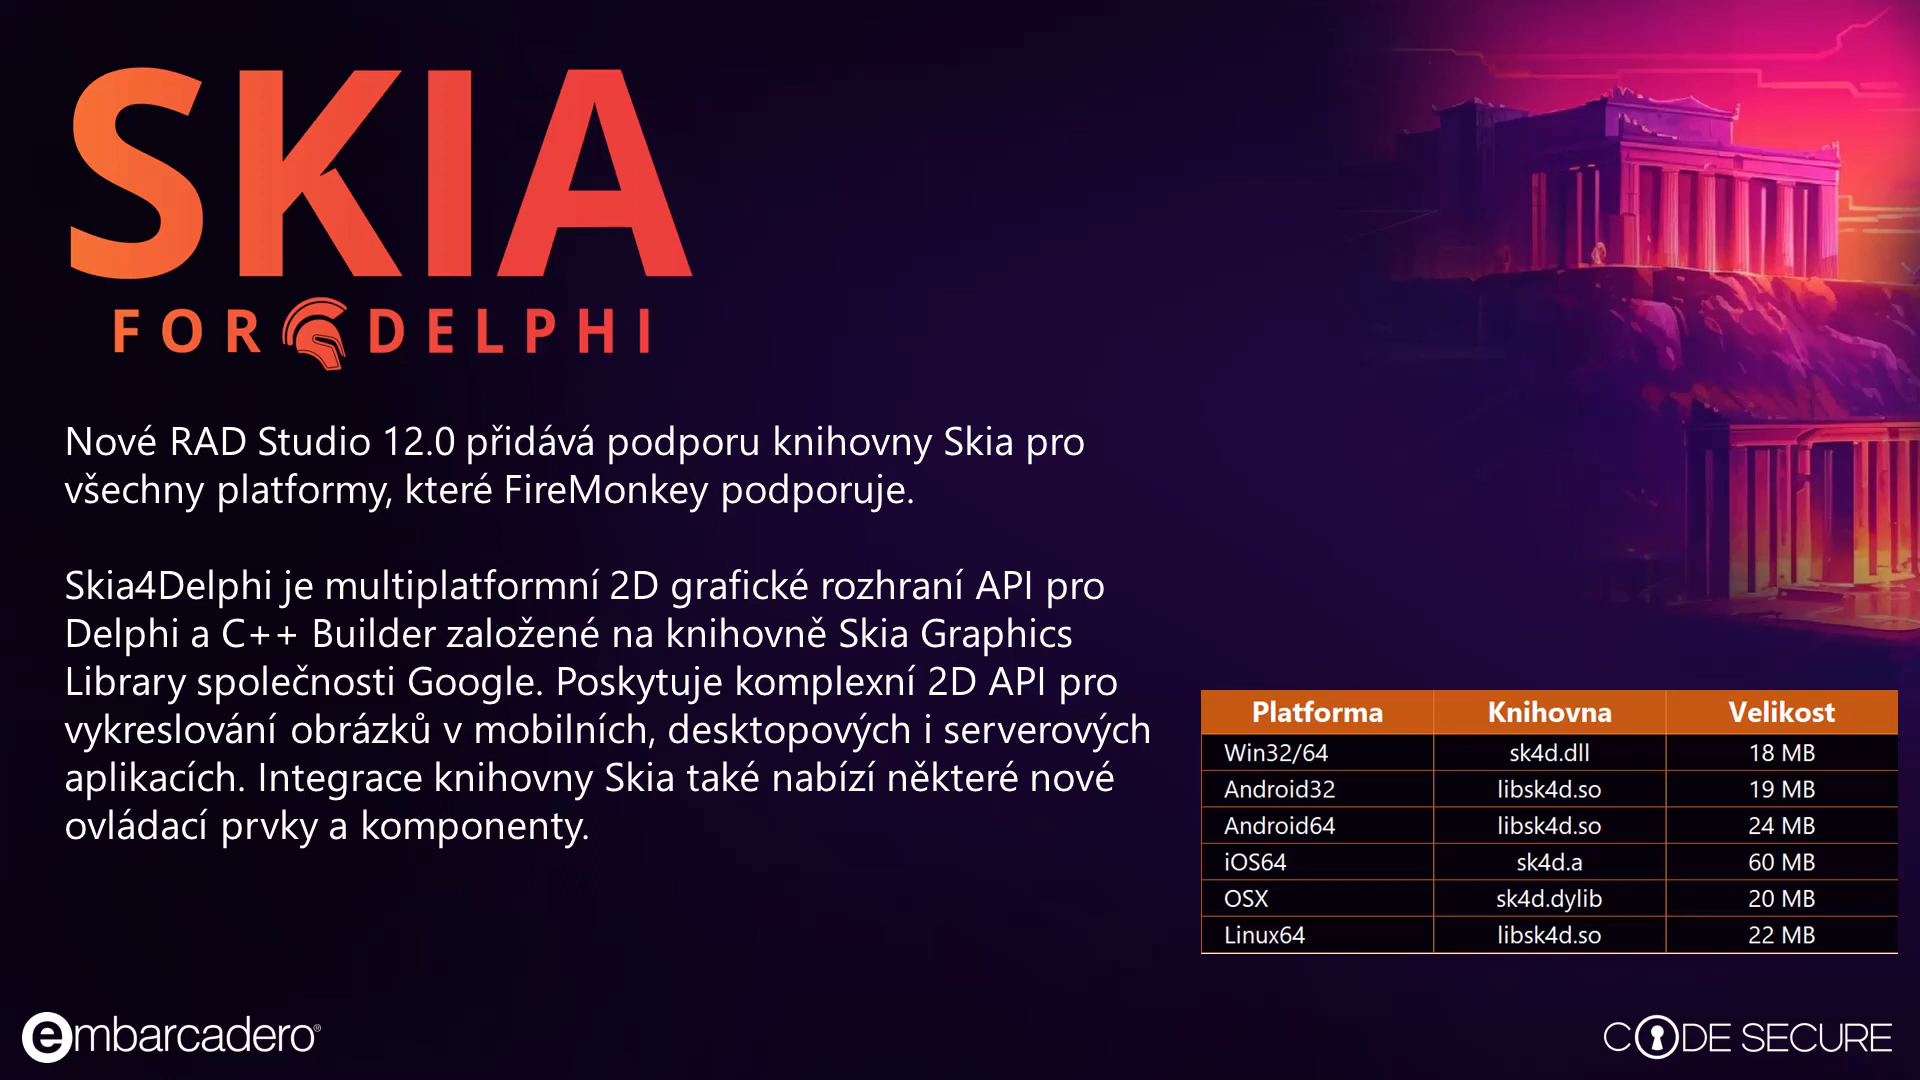 SKIA
FOR DELPHI
Nové RAD Studio 12.0 přidává podporu knihovny Skia pro
všechny platformy, které FireMonkey podporuje.
Skia4Delphi je multiplatformní 2D grafické rozhraní API pro
Delphi a C++ Builder založené na knihovně Skia Graphics
Library společnosti Google. Poskytuje komplexní 2D API pro
vykreslování obrázků v mobilních, desktopových i serverových
aplikacích. Integrace knihovny Skia také nabízí některé nové
ovládací prvky a komponenty.
Platforma Knihovna Velikost
Win32/64 sk4d.dll 18 MB
Android32 libsk4d.so 19 MB
Android64 libsk4d.so 24 MB
iOS64 sk4d.a 60 MB
OSX sk4d.dylib 20 MB
Linux64 libsk4d.so 22 MB
embarcadero®
CODE SECURE